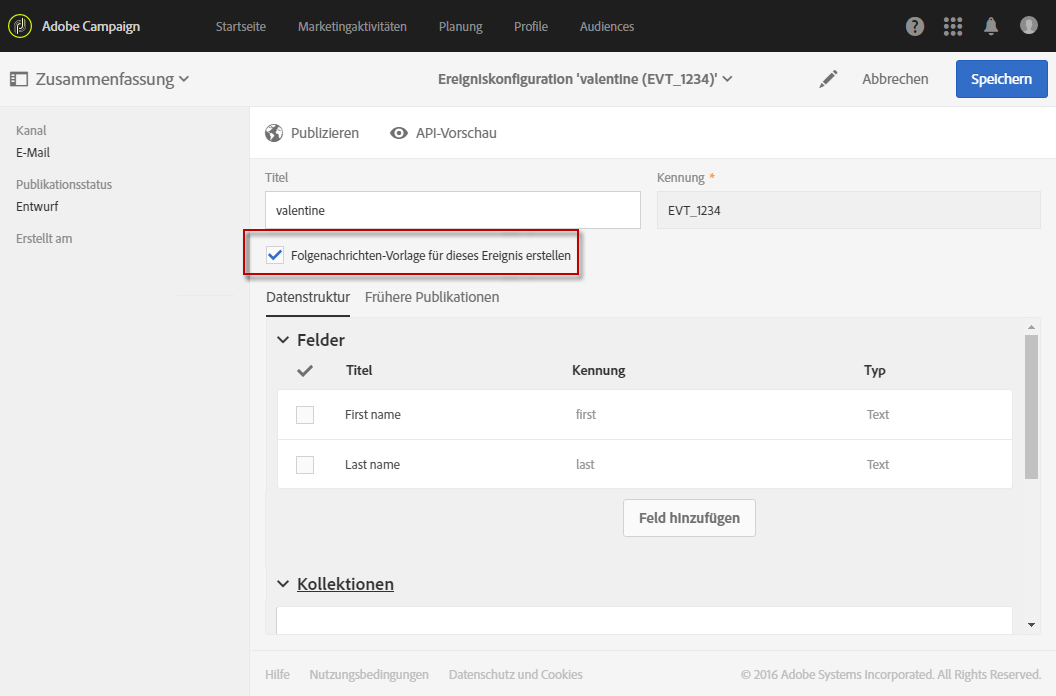 Adobe Campaign Startseite Marketingaktivitäten Planung Profile Audiences
Zusammenfassung Ereigniskonfiguration 'valentine (EVT_1234)' Abbrechen Speichern
Kanal
E-Mail
Publikationsstatus
Entwurf
Erstellt am
Publizieren API-Vorschau
Titel Kennung *
valentine EVT_1234
Folgenachrichten-Vorlage für dieses Ereignis erstellen
Datenstruktur Frühere Publikationen
Felder
Titel Kennung Typ
First name first Text
Last name last Text
Feld hinzufügen
Kollektionen
Hilfe Nutzungsbedingungen Datenschutz und Cookies © 2016 Adobe Systems Incorporated. All Rights Reserved.